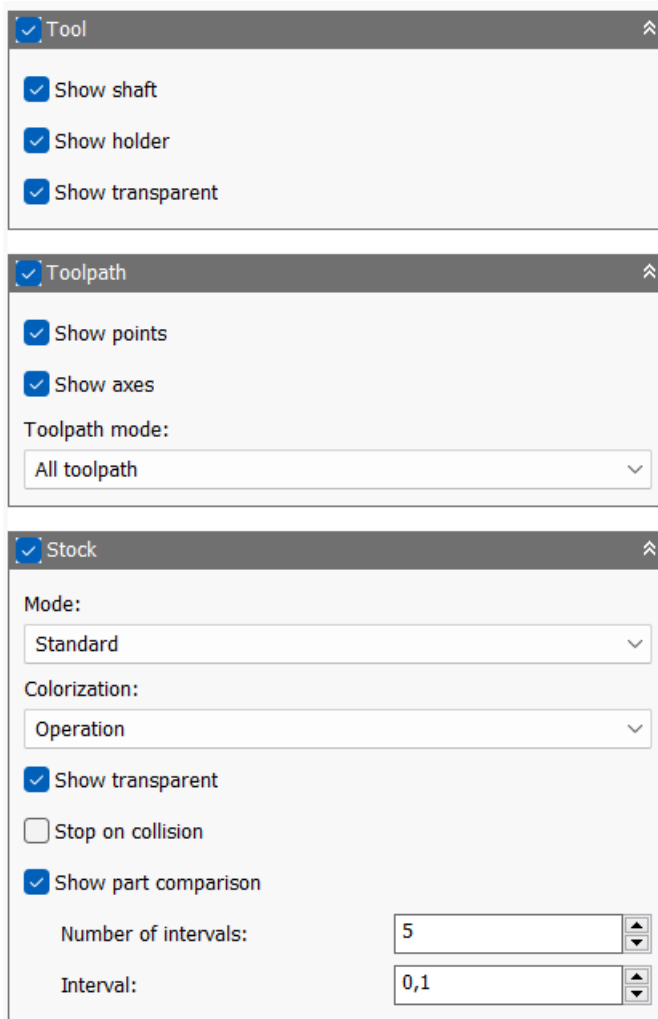 Tool
Show shaft
Show holder
Show transparent
Toolpath
Show points
Show axes
Toolpath mode:
All toolpath
Stock
Mode:
Standard
Colorization:
Operation
Show transparent
Stop on collision
Show part comparison
Number of intervals: 5
Interval: 0,1